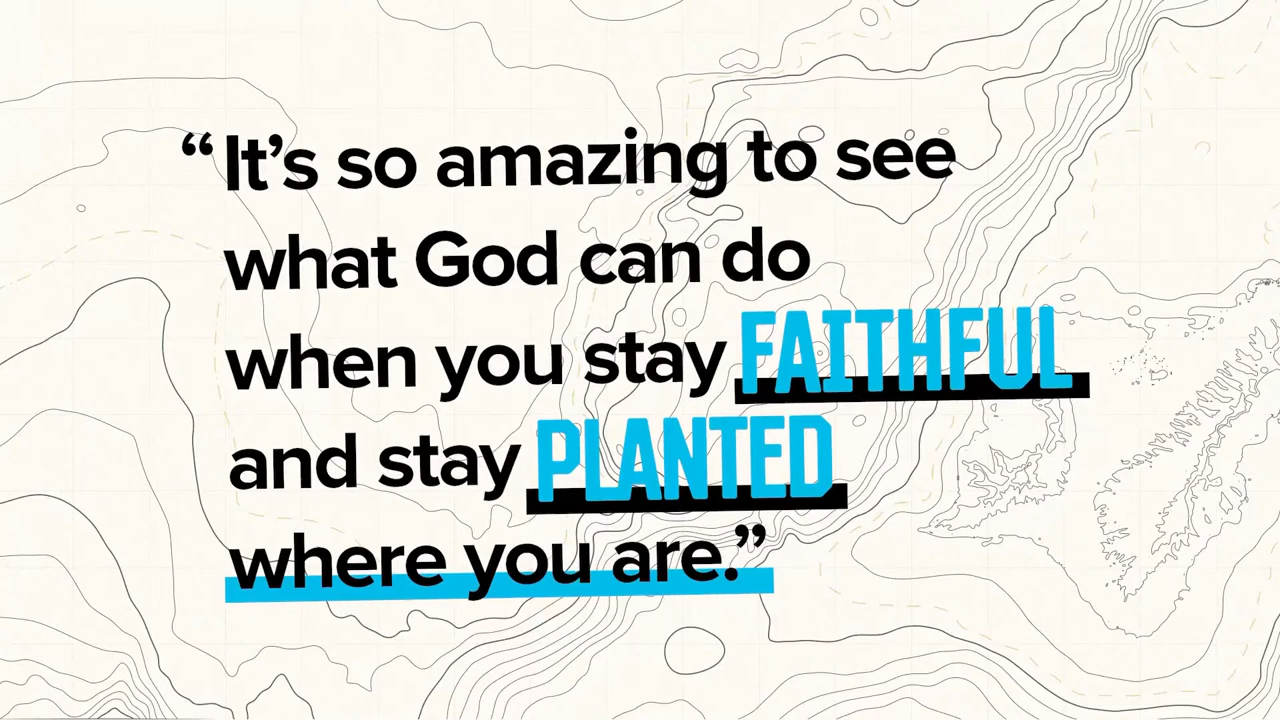 “It’s so amazing to see
what God can do
when you stay FAITHFUL
and stay PLANTED
where you are.”